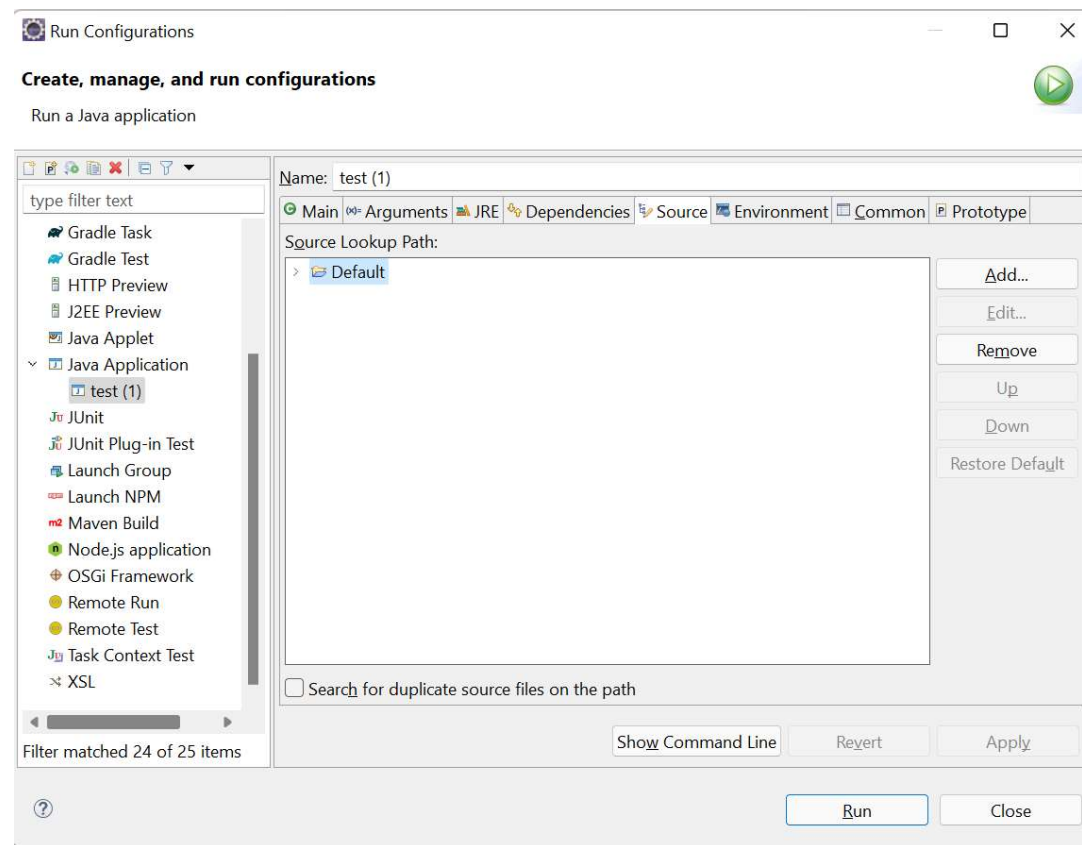 Run Configurations
Create, manage, and run configurations
Run a Java application
type filter text
Gradle Task
Gradle Test
HTTP Preview
J2EE Preview
Java Applet
Java Application
test (1)
JUnit
JUnit Plug-in Test
Launch Group
Launch NPM
Maven Build
Node.js application
OSGi Framework
Remote Run
Remote Test
Task Context Test
XSL
Filter matched 24 of 25 items
Name: test (1)
Main Arguments JRE Dependencies Source Environment Common Prototype
Source Lookup Path:
Default
Add...
Edit...
Remove
Up
Down
Restore Default
Search for duplicate source files on the path
Show Command Line Revert Apply
Run Close